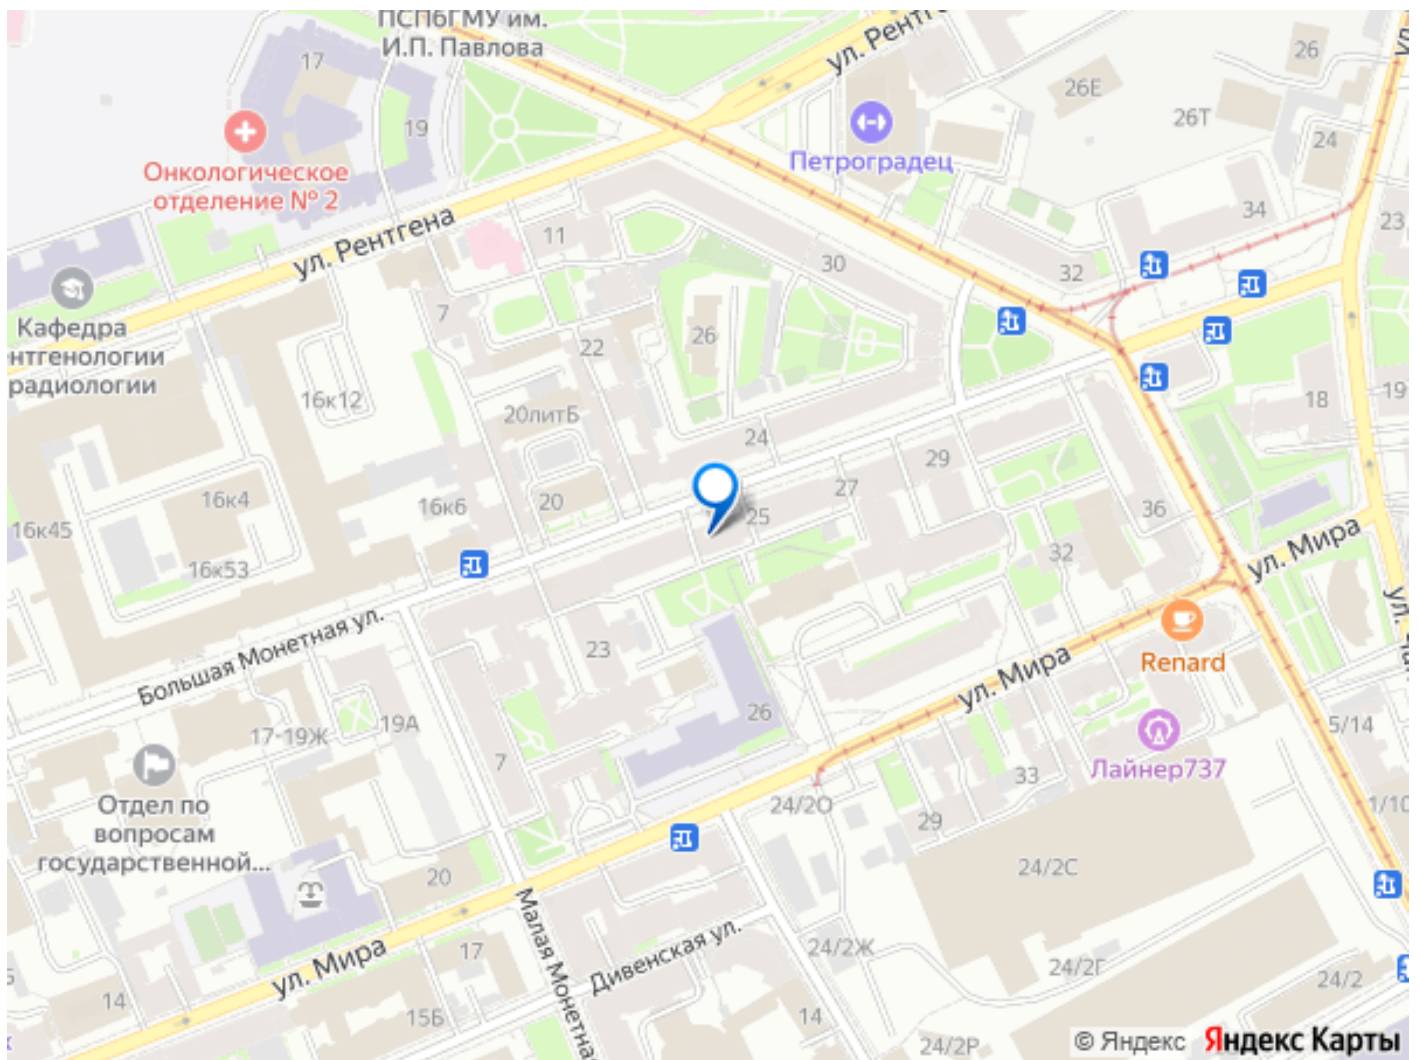 ПСПбГМУ им.
И.П. Павлова
ул. Рентг
17
19
26
26Е
26Т
24
Петроградец
Онкологическое
отделение № 2
ул. Рентгена
11
34
23
30
32
Кафедра
нтгенологии
радиологии
7
22
26
16к12
20литБ
24
18
19
29
27
16к4
16к6
20
25
36
16к45
16к53
32
ул. Мира
Большая Монетная ул.
23
Renard
ул. Мира
19А
17-19Ж
26
5/14
7
Лайнер737
Отдел по
вопросам
государственной...
24/2О
33
29
1/10
24/2С
20
Малая Монетна
Дивенская ул.
ул. Мира
17
24/2Ж
24/2Г
24/2
14
15Б
14
24/2Р
© Яндекс Яндекс Карты